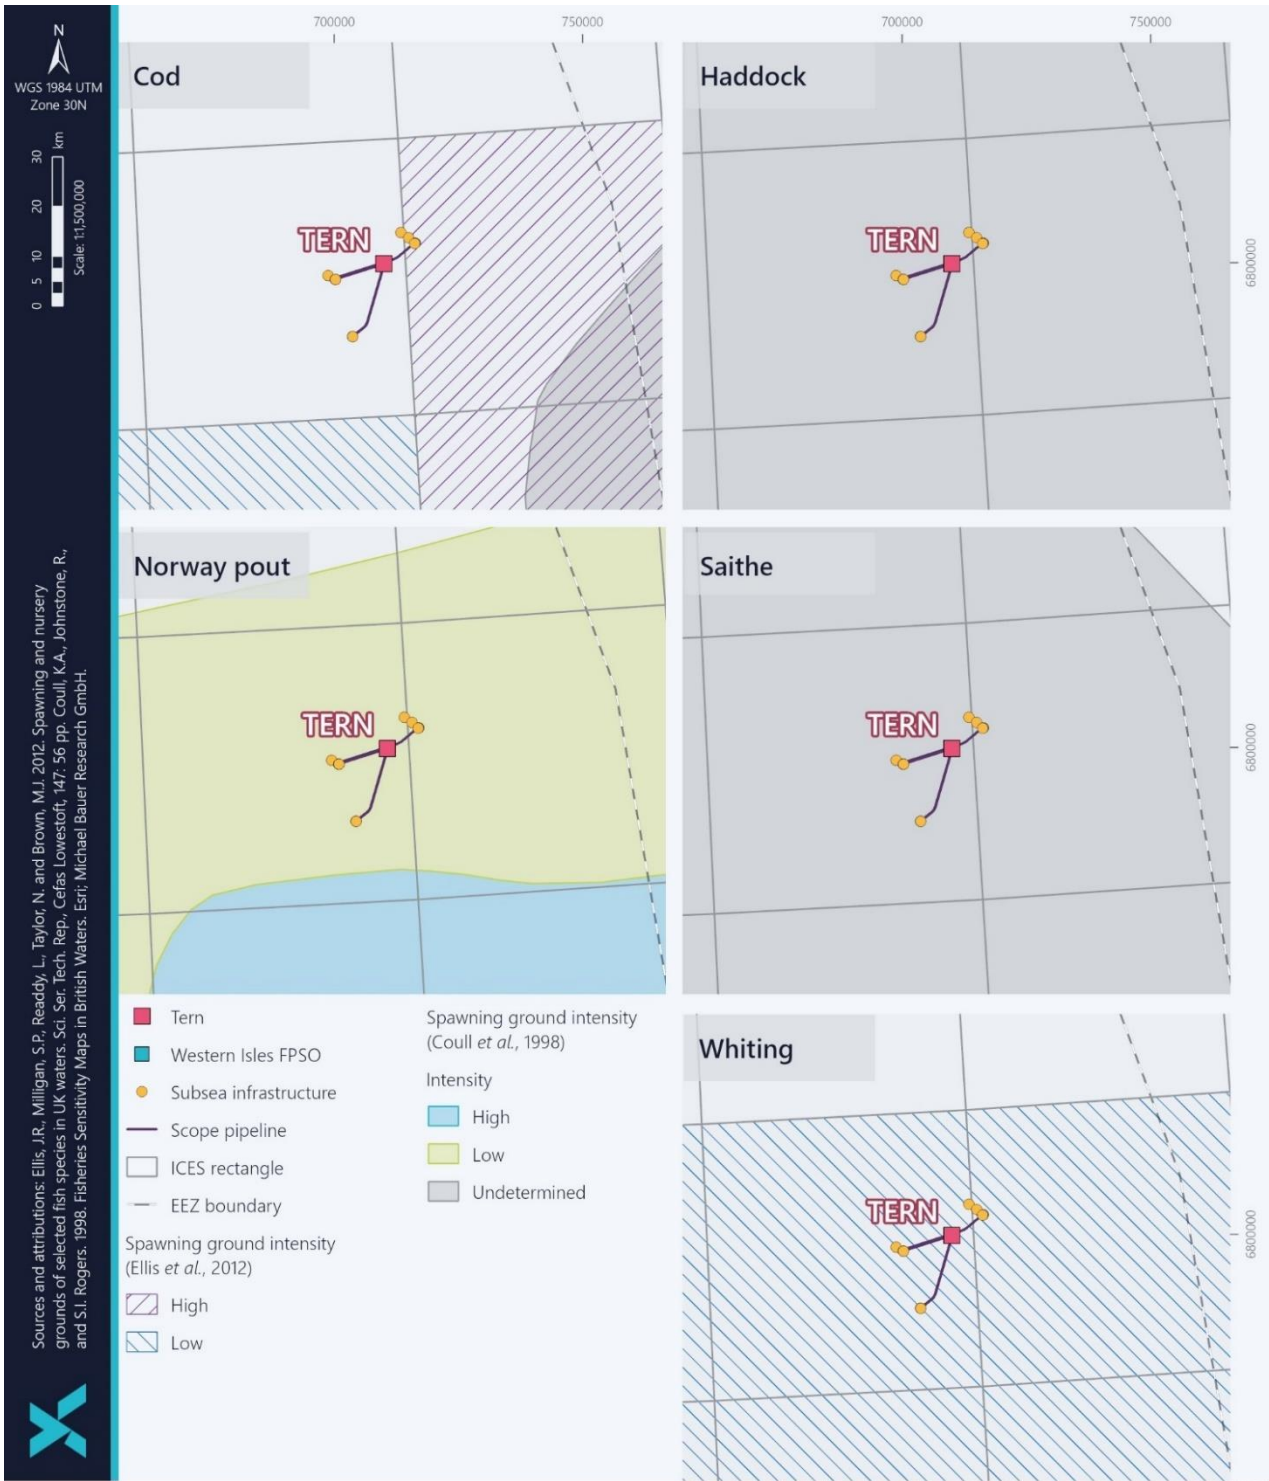 N
WGS 1984 UTM
Zone 30N
0 5 10 20 30
km
Scale: 1:1,500,000
Sources and attributions: Ellis, J.R., Milligan, S.P., Readdy, L., Taylor, N. and Brown, M.J. 2012. Spawning and nursery
grounds of selected fish species in UK waters. Sci. Ser. Tech. Rep., Cefas Lowestoft, 147: 56 pp. Coull, K.A., Johnstone, R.,
and S.I. Rogers. 1998. Fisheries Sensitivity Maps in British Waters. Esri; Michael Bauer Research GmbH.
700000 750000 700000 750000
Cod
TERN
Haddock
TERN
6800000
Norway pout
TERN
Saithe
TERN
6800000
Whiting
TERN
6800000
Tern
Western Isles FPSO
Subsea infrastructure
Scope pipeline
ICES rectangle
EEZ boundary
Spawning ground intensity
(Ellis et al., 2012)
High
Low
Spawning ground intensity
(Coull et al., 1998)
Intensity
High
Low
Undetermined